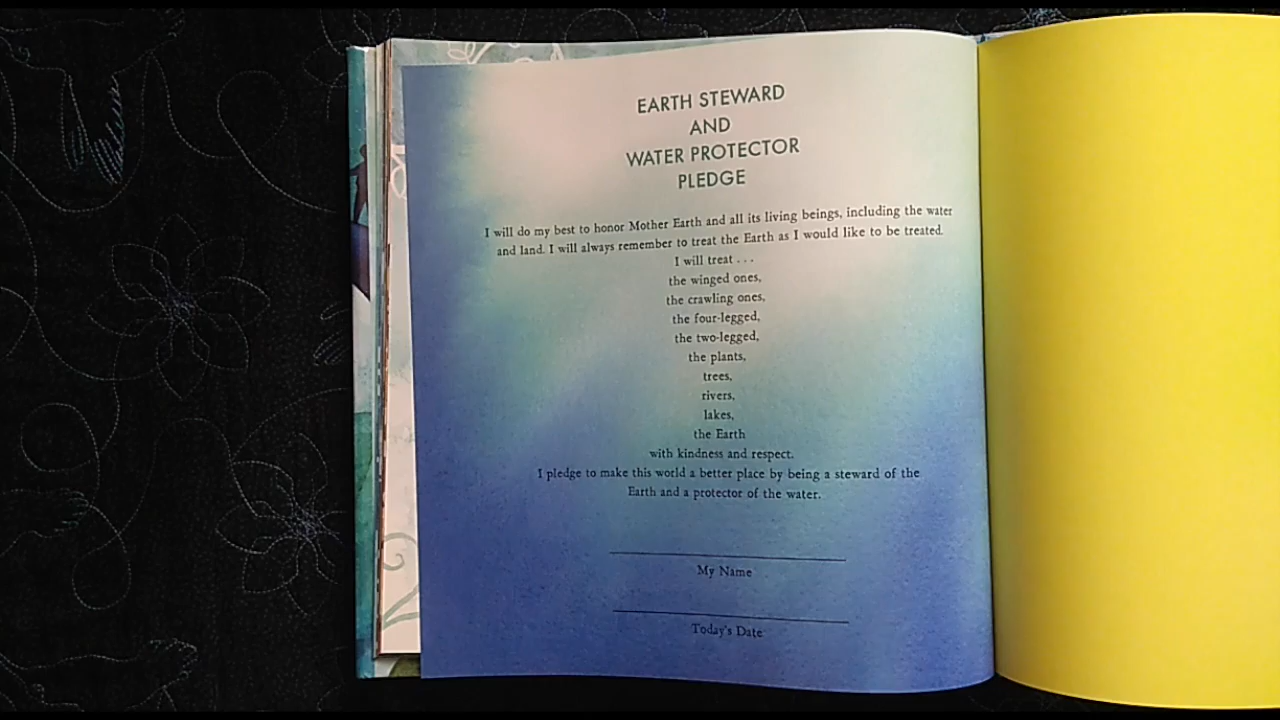 EARTH STEWARD
AND
WATER PROTECTOR
PLEDGE
I will do my best to honor Mother Earth and all its living beings, including the water
and land. I will always remember to treat the Earth as I would like to be treated.
I will treat . . .
the winged ones,
the crawling ones,
the four-legged,
the two-legged,
the plants,
trees,
rivers,
lakes,
the Earth
with kindness and respect.
I pledge to make this world a better place by being a steward of the
Earth and a protector of the water.
My Name
Today's Date